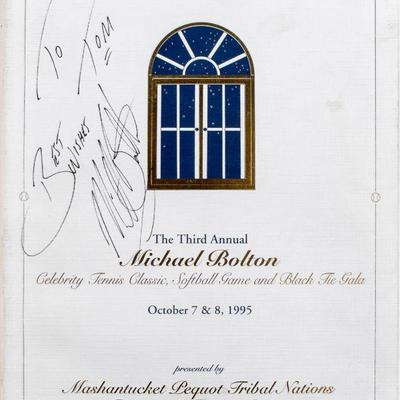 To Tom
Best
Wishes
The Third Annual
Michael Bolton
Celebrity Tennis Classic, Softball Game and Black Tie Gala
October 7 & 8, 1995
presented by
Mashantucket Pequot Tribal Nations